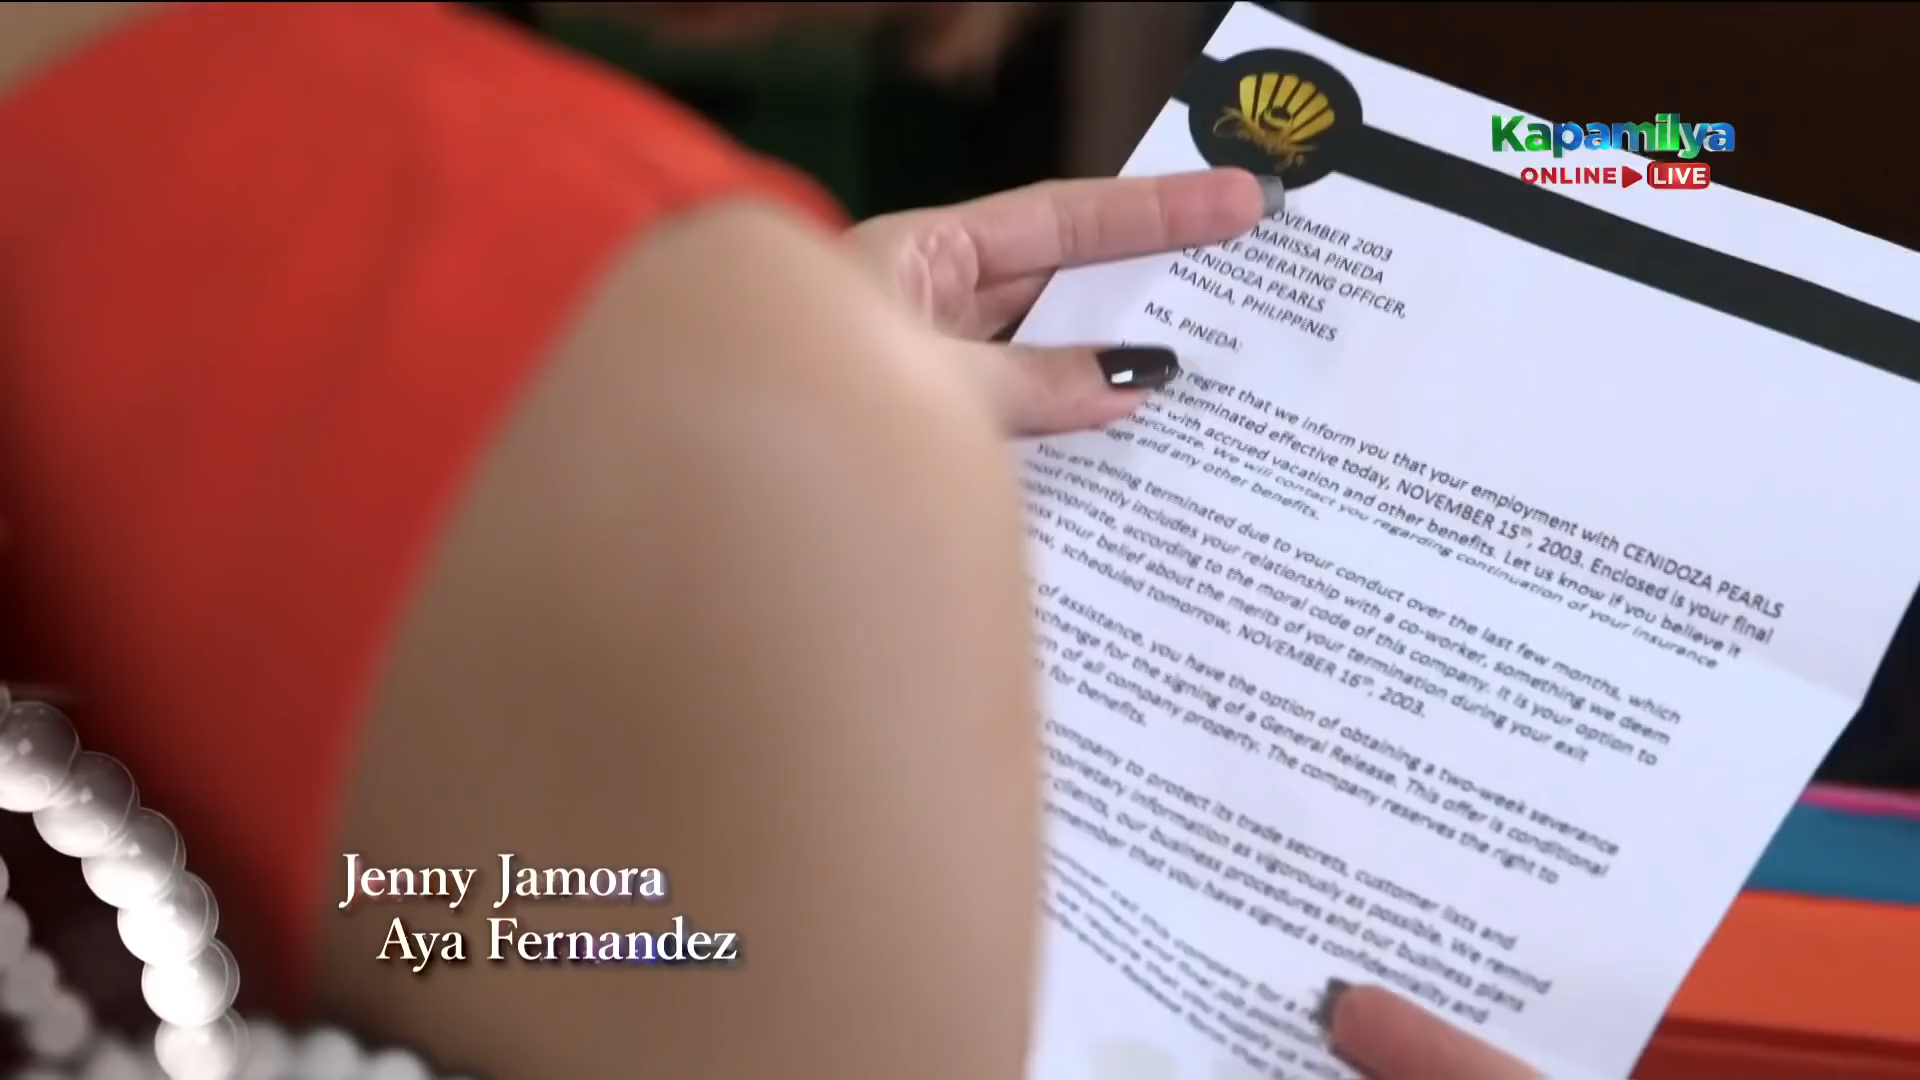 Kapamilya
ONLINE LIVE
OVEMBER 2003
MARISSA PINEDA
OPERATING OFFICER,
CENIDOZA PEARLS
MANILA, PHILIPPINES
MS. PINEDA:
regret that we inform you that your employment with CENIDOZA PEARLS
terminated effective today, NOVEMBER 15th, 2003. Enclosed is your final
with accrued vacation and other benefits. Let us know if you believe it
inaccurate. We will contact you regarding continuation of your insurance
and any other benefits.
You are being terminated due to your conduct over the last few months, which
most recently includes your relationship with a co-worker, something we deem
according to the moral code of this company. It is your option to
your belief about the merits of your termination during your exit
scheduled tomorrow, NOVEMBER 16th, 2003.
of assistance, you have the option of obtaining a two-week severance
for the signing of a General Release. This offer is conditional
of all company property. The company reserves the right to
for benefits.
company to protect its trade secrets, customer lists and
proprietary information as vigorously as possible. We remind
clients, our business procedures and our business plans
that you have signed a confidentiality and
Jenny Jamora
Aya Fernandez